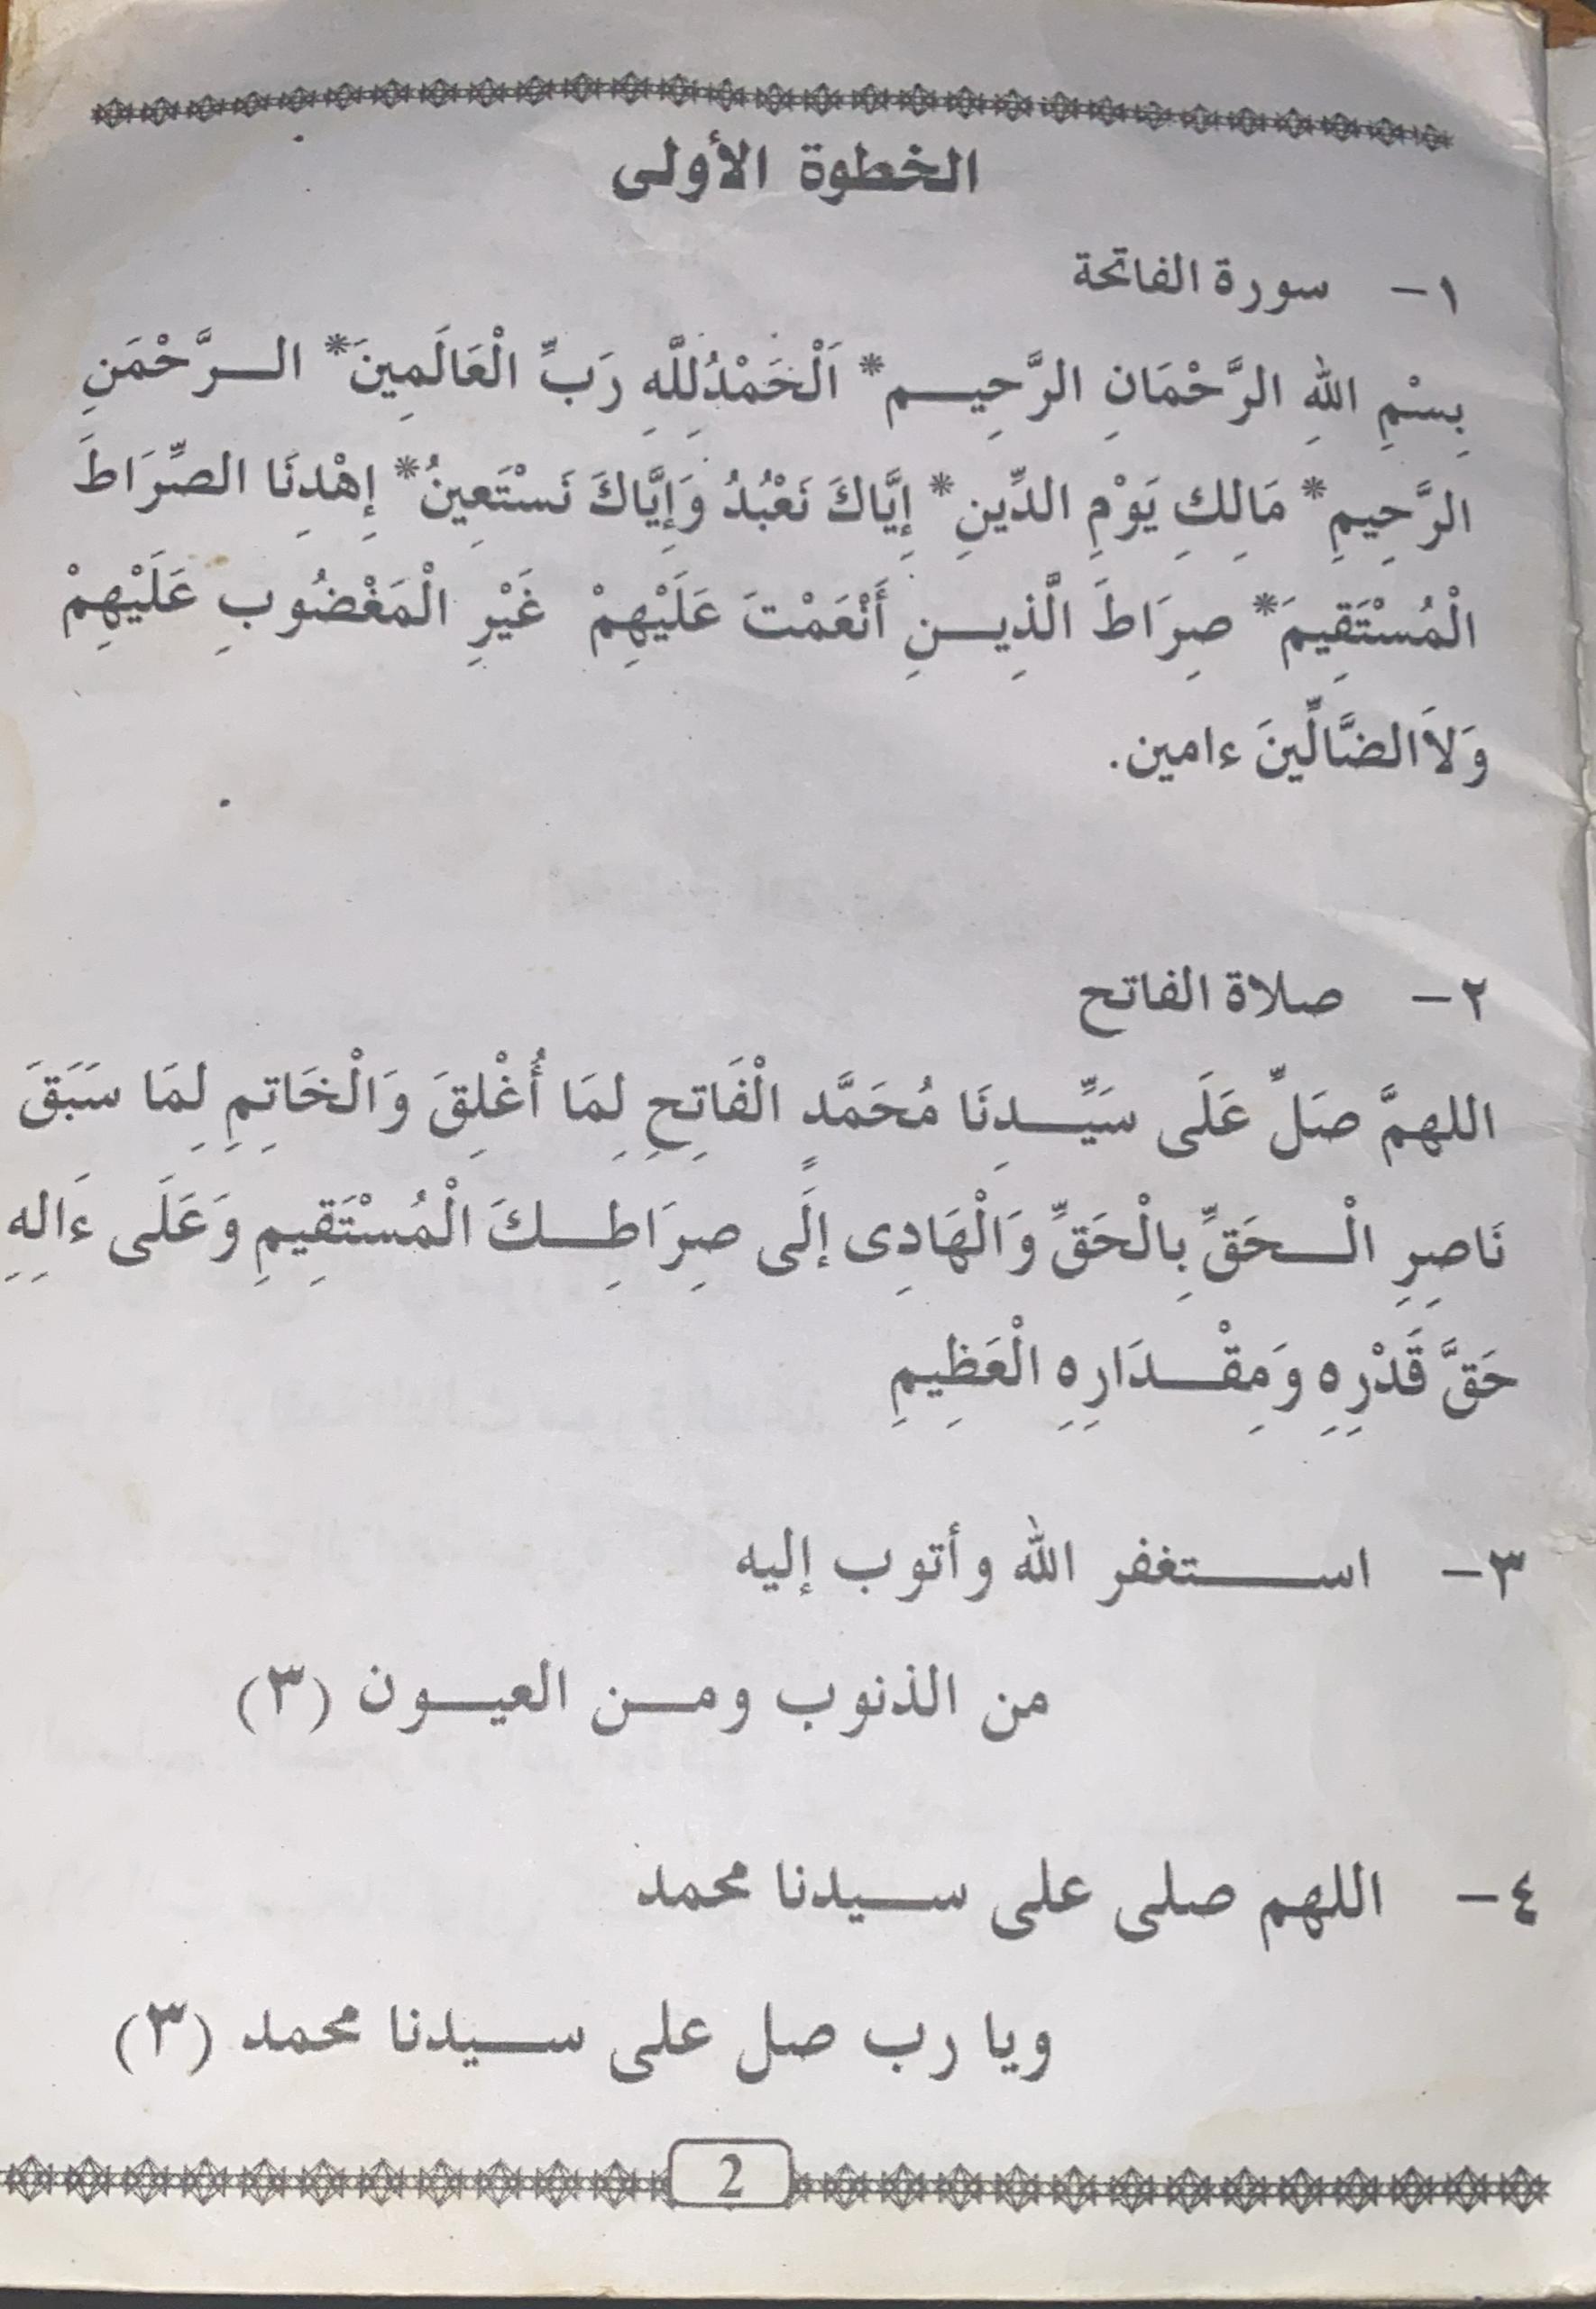 الخطوة الأولى
١- سورة الفاتحة
بِسْمِ اللهِ الرَّحْمَانِ الرَّحِيم* اَلْحَمْدُلِلَّهِ رَبِّ الْعَالَمِينَ* الرَّحْمَنِ
الرَّحِيمِ* مَالِكِ يَوْمِ الدِّينِ* إِيَّاكَ نَعْبُدُ وَإِيَّاكَ نَسْتَعِينُ* إِهْدِنَا الصِّرَاطَ
الْمُسْتَقِيمَ* صِرَاطَ الَّذِينِ أَنْعَمْتَ عَلَيْهِمْ غَيْرِ الْمَغْضُوبِ عَلَيْهِمْ
وَلاَالضَّالِّينَ ءامين.
٢- صلاة الفاتح
اللهمَّ صَلِّ عَلَى سَيِّدِنَا مُحَمَّدٍ الْفَاتِحِ لِمَا أُغْلِقَ وَالْخَاتِمِ لِمَا سَبَقَ
نَاصِرِ الْحَقِّ بِالْحَقِّ وَالْهَادِى إِلَى صِرَاطِكَ الْمُسْتَقِيمِ وَعَلَى ءَالِهِ
حَقَّ قَدْرِهِ وَمِقْدَارِهِ الْعَظِيمِ
٣- استغفر الله وأتوب إليه
من الذنوب ومن العيون (٣)
٤- اللهم صلى على سيدنا محمد
ويا رب صل على سيدنا محمد (٣)
2